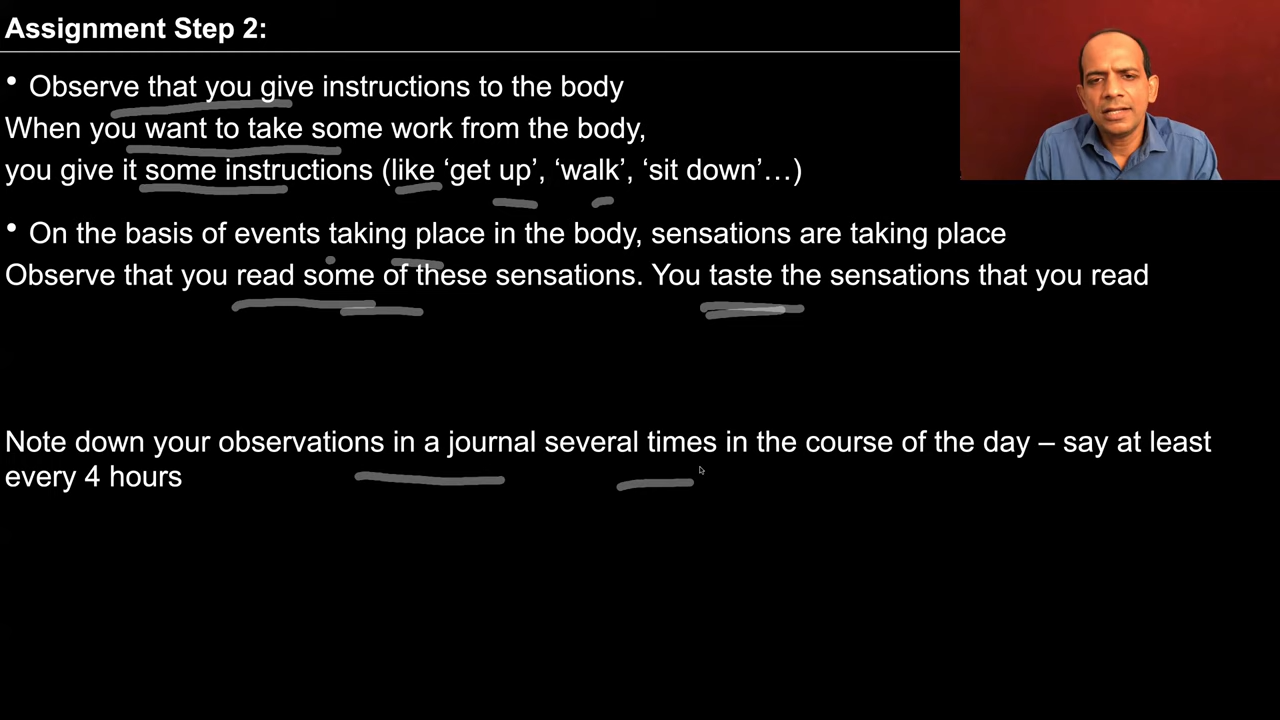 Assignment Step 2:
• Observe that you give instructions to the body
When you want to take some work from the body,
you give it some instructions (like ‘get up’, ‘walk’, ‘sit down’…)
• On the basis of events taking place in the body, sensations are taking place
Observe that you read some of these sensations. You taste the sensations that you read
Note down your observations in a journal several times in the course of the day – say at least
every 4 hours